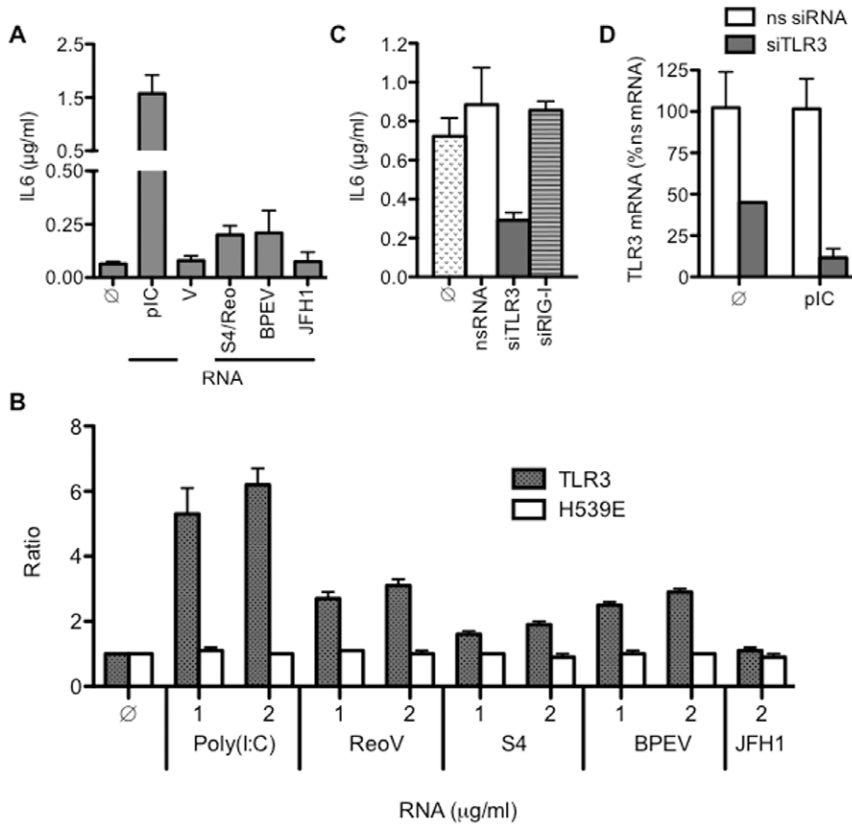 A
IL6 (µg/ml)
2.5
1.5
0.5
0.50
0.25
0.00
∅
pIC
V
S4/Reo
BPEV
JFH1
RNA
C
IL6 (µg/ml)
1.2
1.0
0.8
0.6
0.4
0.2
0.0
∅
nsRNA
siTLR3
siRIG-I
D
ns siRNA
siTLR3
TLR3 mRNA (%ns mRNA)
125
100
75
50
25
0
∅
pIC
B
Ratio
8
6
4
2
0
TLR3
H539E
∅
1 2 1 2 1 2 1 2 2
Poly(I:C) ReoV S4 BPEV JFH1
RNA (µg/ml)